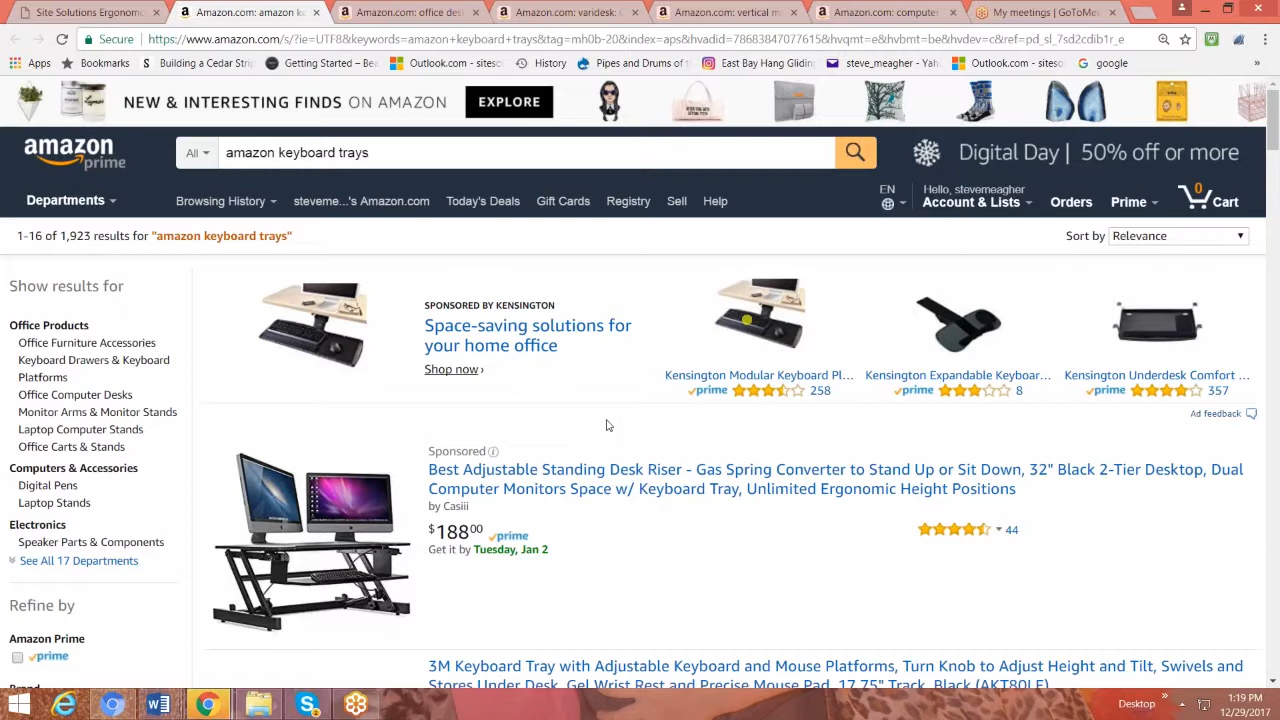 Site Solutions Ergonomic
Amazon.com: amazon ke
Amazon.com: office des
Amazon.com: varidesk: C
Amazon.com: vertical m
Amazon.com: computer
My meetings | GoToMee
Secure
https://www.amazon.com/s/?ie=UTF8&keywords=amazon+keyboard+trays&tag=mh0b-20&index=aps&hvadid=78683847077615&hvqmt=e&hvbmt=be&hvdev=c&ref=pd_sl_7sd2cdib1r_e
Apps
Bookmarks
Building a Cedar Strip
Getting Started – Bea
Outlook.com - sitesol
History
Pipes and Drums of
East Bay Hang Gliding
steve_meagher - Yah
Outlook.com - sitesol
google
NEW & INTERESTING FINDS ON AMAZON
EXPLORE
amazon
prime
All
amazon keyboard trays
Digital Day | 50% off or more
Departments
Browsing History
steveme...'s Amazon.com
Today's Deals
Gift Cards
Registry
Sell
Help
EN
Hello, stevemeagher
Account & Lists
Orders
Prime
0
Cart
1-16 of 1,923 results for "amazon keyboard trays"
Sort by Relevance
Show results for
Office Products
Office Furniture Accessories
Keyboard Drawers & Keyboard
Platforms
Office Computer Desks
Monitor Arms & Monitor Stands
Laptop Computer Stands
Office Carts & Stands
Computers & Accessories
Digital Pens
Laptop Stands
Electronics
Speaker Parts & Components
See All 17 Departments
Refine by
Amazon Prime
prime
SPONSORED BY KENSINGTON
Space-saving solutions for
your home office
Shop now ›
Kensington Modular Keyboard Pl...
prime 258
Kensington Expandable Keyboar...
prime 8
Kensington Underdesk Comfort ...
prime 357
Ad feedback
Sponsored
Best Adjustable Standing Desk Riser - Gas Spring Converter to Stand Up or Sit Down, 32" Black 2-Tier Desktop, Dual
Computer Monitors Space w/ Keyboard Tray, Unlimited Ergonomic Height Positions
by Casiii
$188 00 prime
44
Get it by Tuesday, Jan 2
3M Keyboard Tray with Adjustable Keyboard and Mouse Platforms, Turn Knob to Adjust Height and Tilt, Swivels and
Stores Under Desk, Gel Wrist Rest and Precise Mouse Pad, 17.75" Track, Black (AKT80LE)
Desktop
1:19 PM
12/29/2017